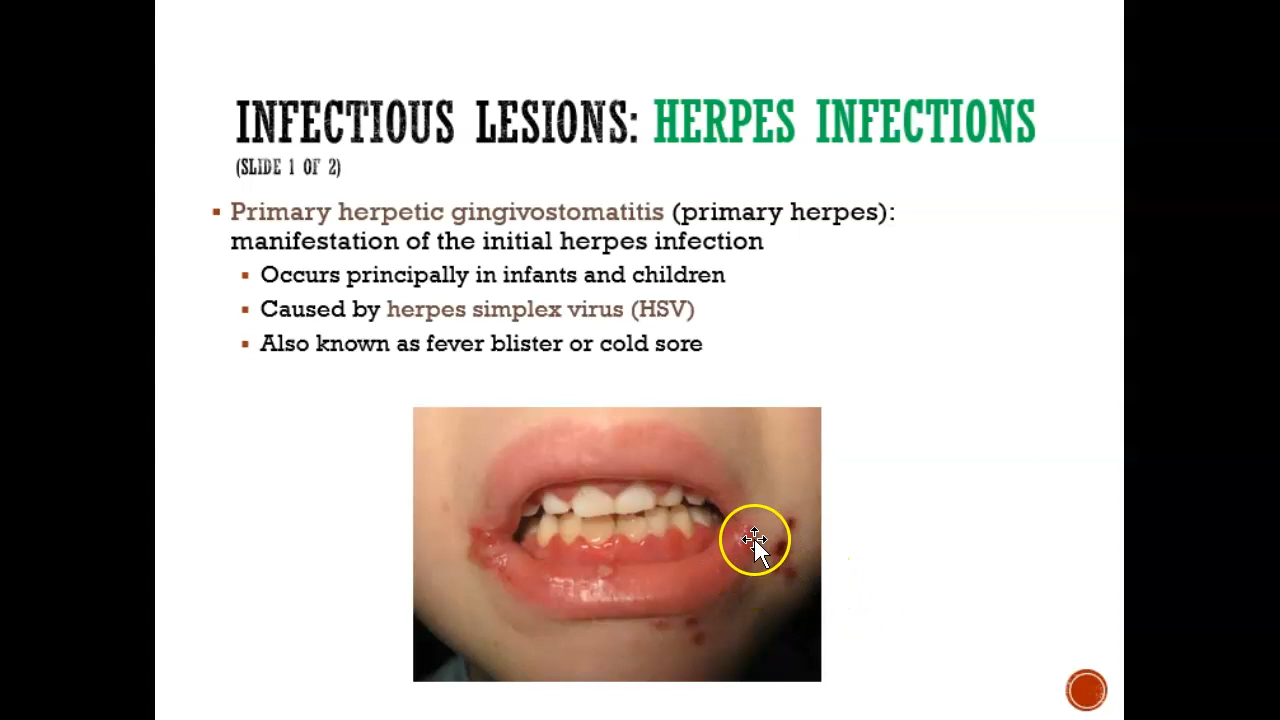 INFECTIOUS LESIONS: HERPES INFECTIONS
(SLIDE 1 OF 2)
▪ Primary herpetic gingivostomatitis (primary herpes):
manifestation of the initial herpes infection
▪ Occurs principally in infants and children
▪ Caused by herpes simplex virus (HSV)
▪ Also known as fever blister or cold sore